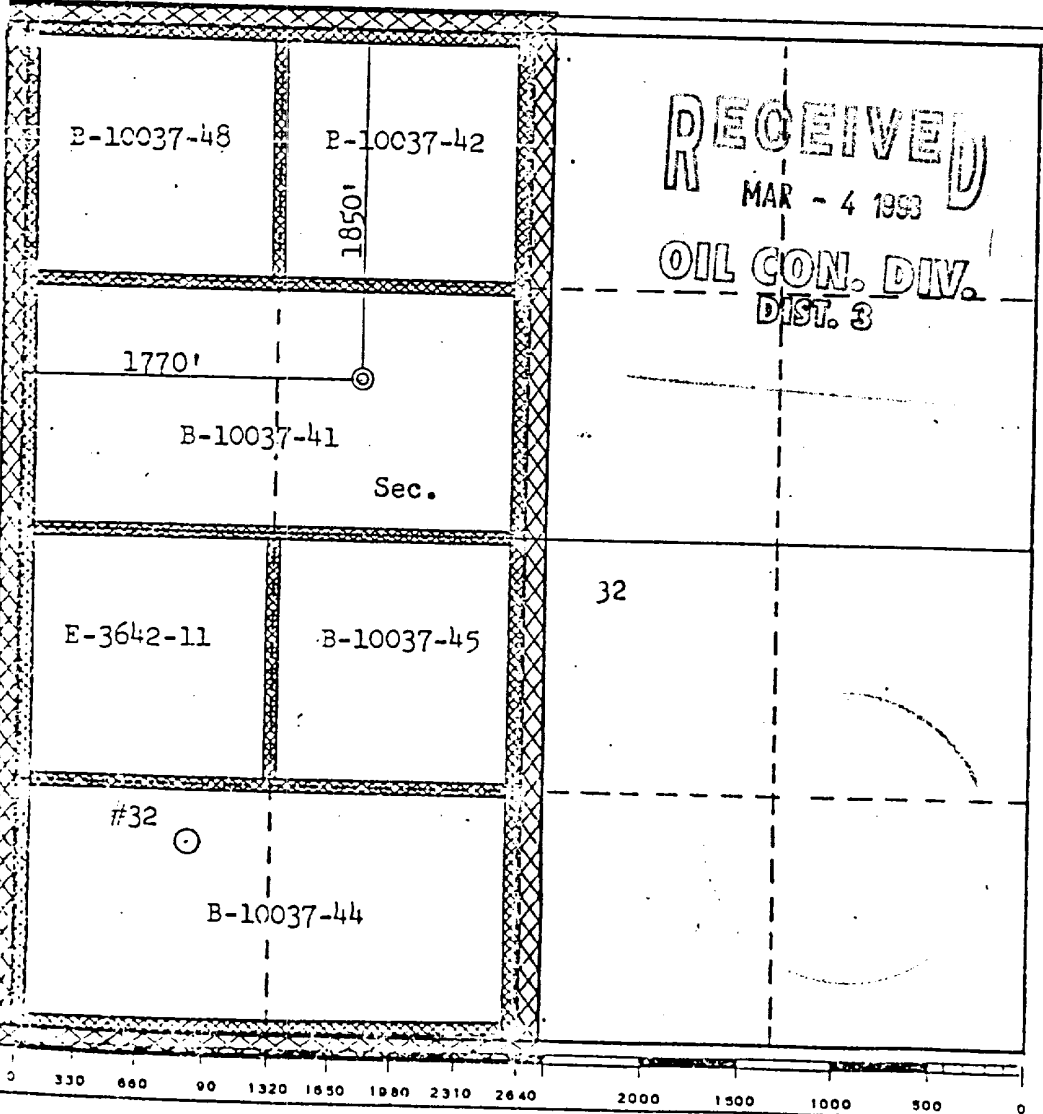 RECEIVED
MAR - 4 1993
OIL CON. DIV.
DIST. 3
B-10037-48
B-10037-42
1850'
1770'
B-10037-41
Sec.
32
E-3642-11
B-10037-45
#32
B-10037-44
0 330 660 90 1320 1650 1980 2310 2640 2000 1500 1000 500 0